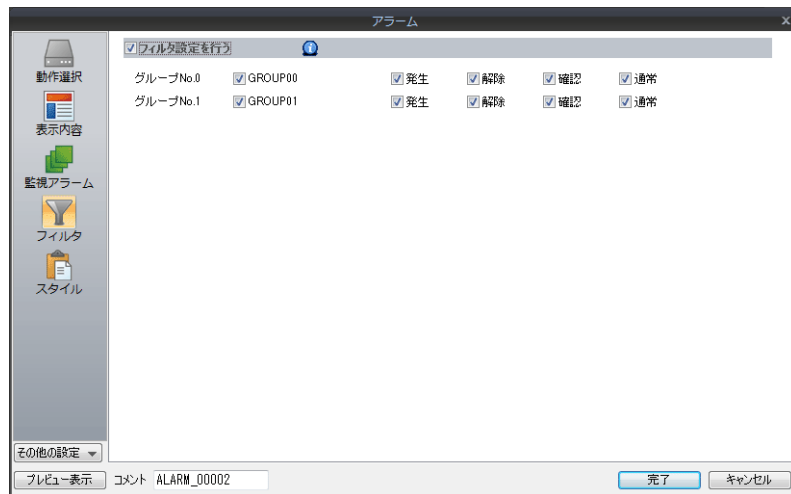 アラーム
フィルタ設定を行う
動作選択
グループNo.0 GROUP00 発生 解除 確認 通常
グループNo.1 GROUP01 発生 解除 確認 通常
表示内容
監視アラーム
フィルタ
スタイル
その他の設定
プレビュー表示 コメント ALARM_00002 完了 キャンセル